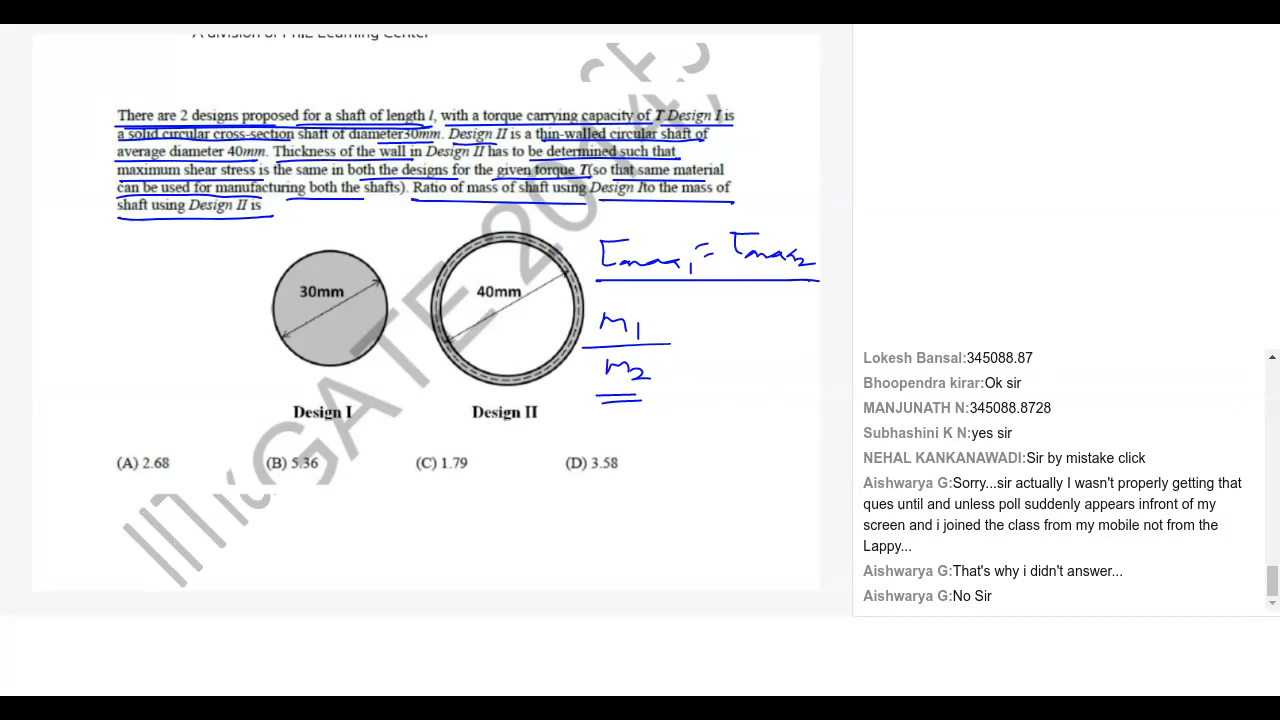 A division of PhIE Learning Center
There are 2 designs proposed for a shaft of length l, with a torque carrying capacity of T Design I is
a solid circular cross-section shaft of diameter30mm. Design II is a thin-walled circular shaft of
average diameter 40mm. Thickness of the wall in Design II has to be determined such that
maximum shear stress is the same in both the designs for the given torque T(so that same material
can be used for manufacturing both the shafts). Ratio of mass of shaft using Design Ito the mass of
shaft using Design II is
τmax1 = τmax2
30mm
40mm
M1
M2
Design I
Design II
(A) 2.68 (B) 5.36 (C) 1.79 (D) 3.58
GATE 2014
Lokesh Bansal:345088.87
Bhoopendra kirar:Ok sir
MANJUNATH N:345088.8728
Subhashini K N:yes sir
NEHAL KANKANAWADI:Sir by mistake click
Aishwarya G:Sorry...sir actually I wasn't properly getting that
ques until and unless poll suddenly appears infront of my
screen and i joined the class from my mobile not from the
Lappy...
Aishwarya G:That's why i didn't answer...
Aishwarya G:No Sir